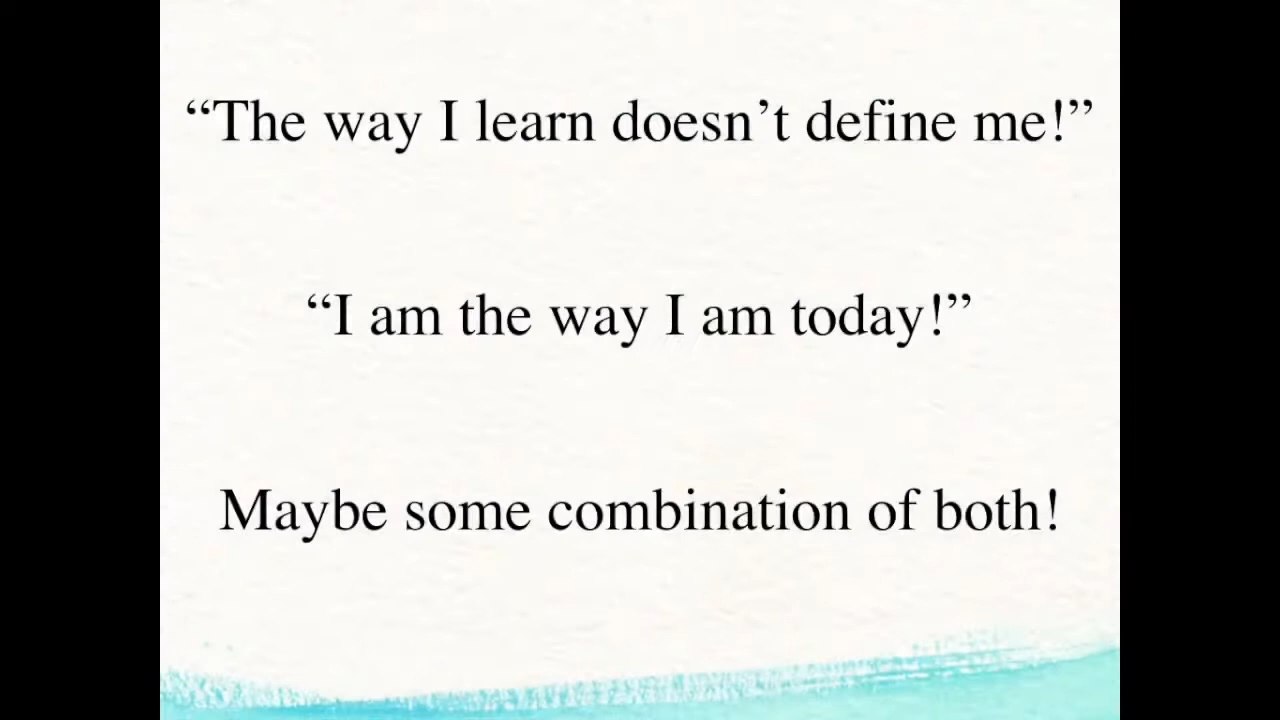 “The way I learn doesn’t define me!”
“I am the way I am today!”
Maybe some combination of both!